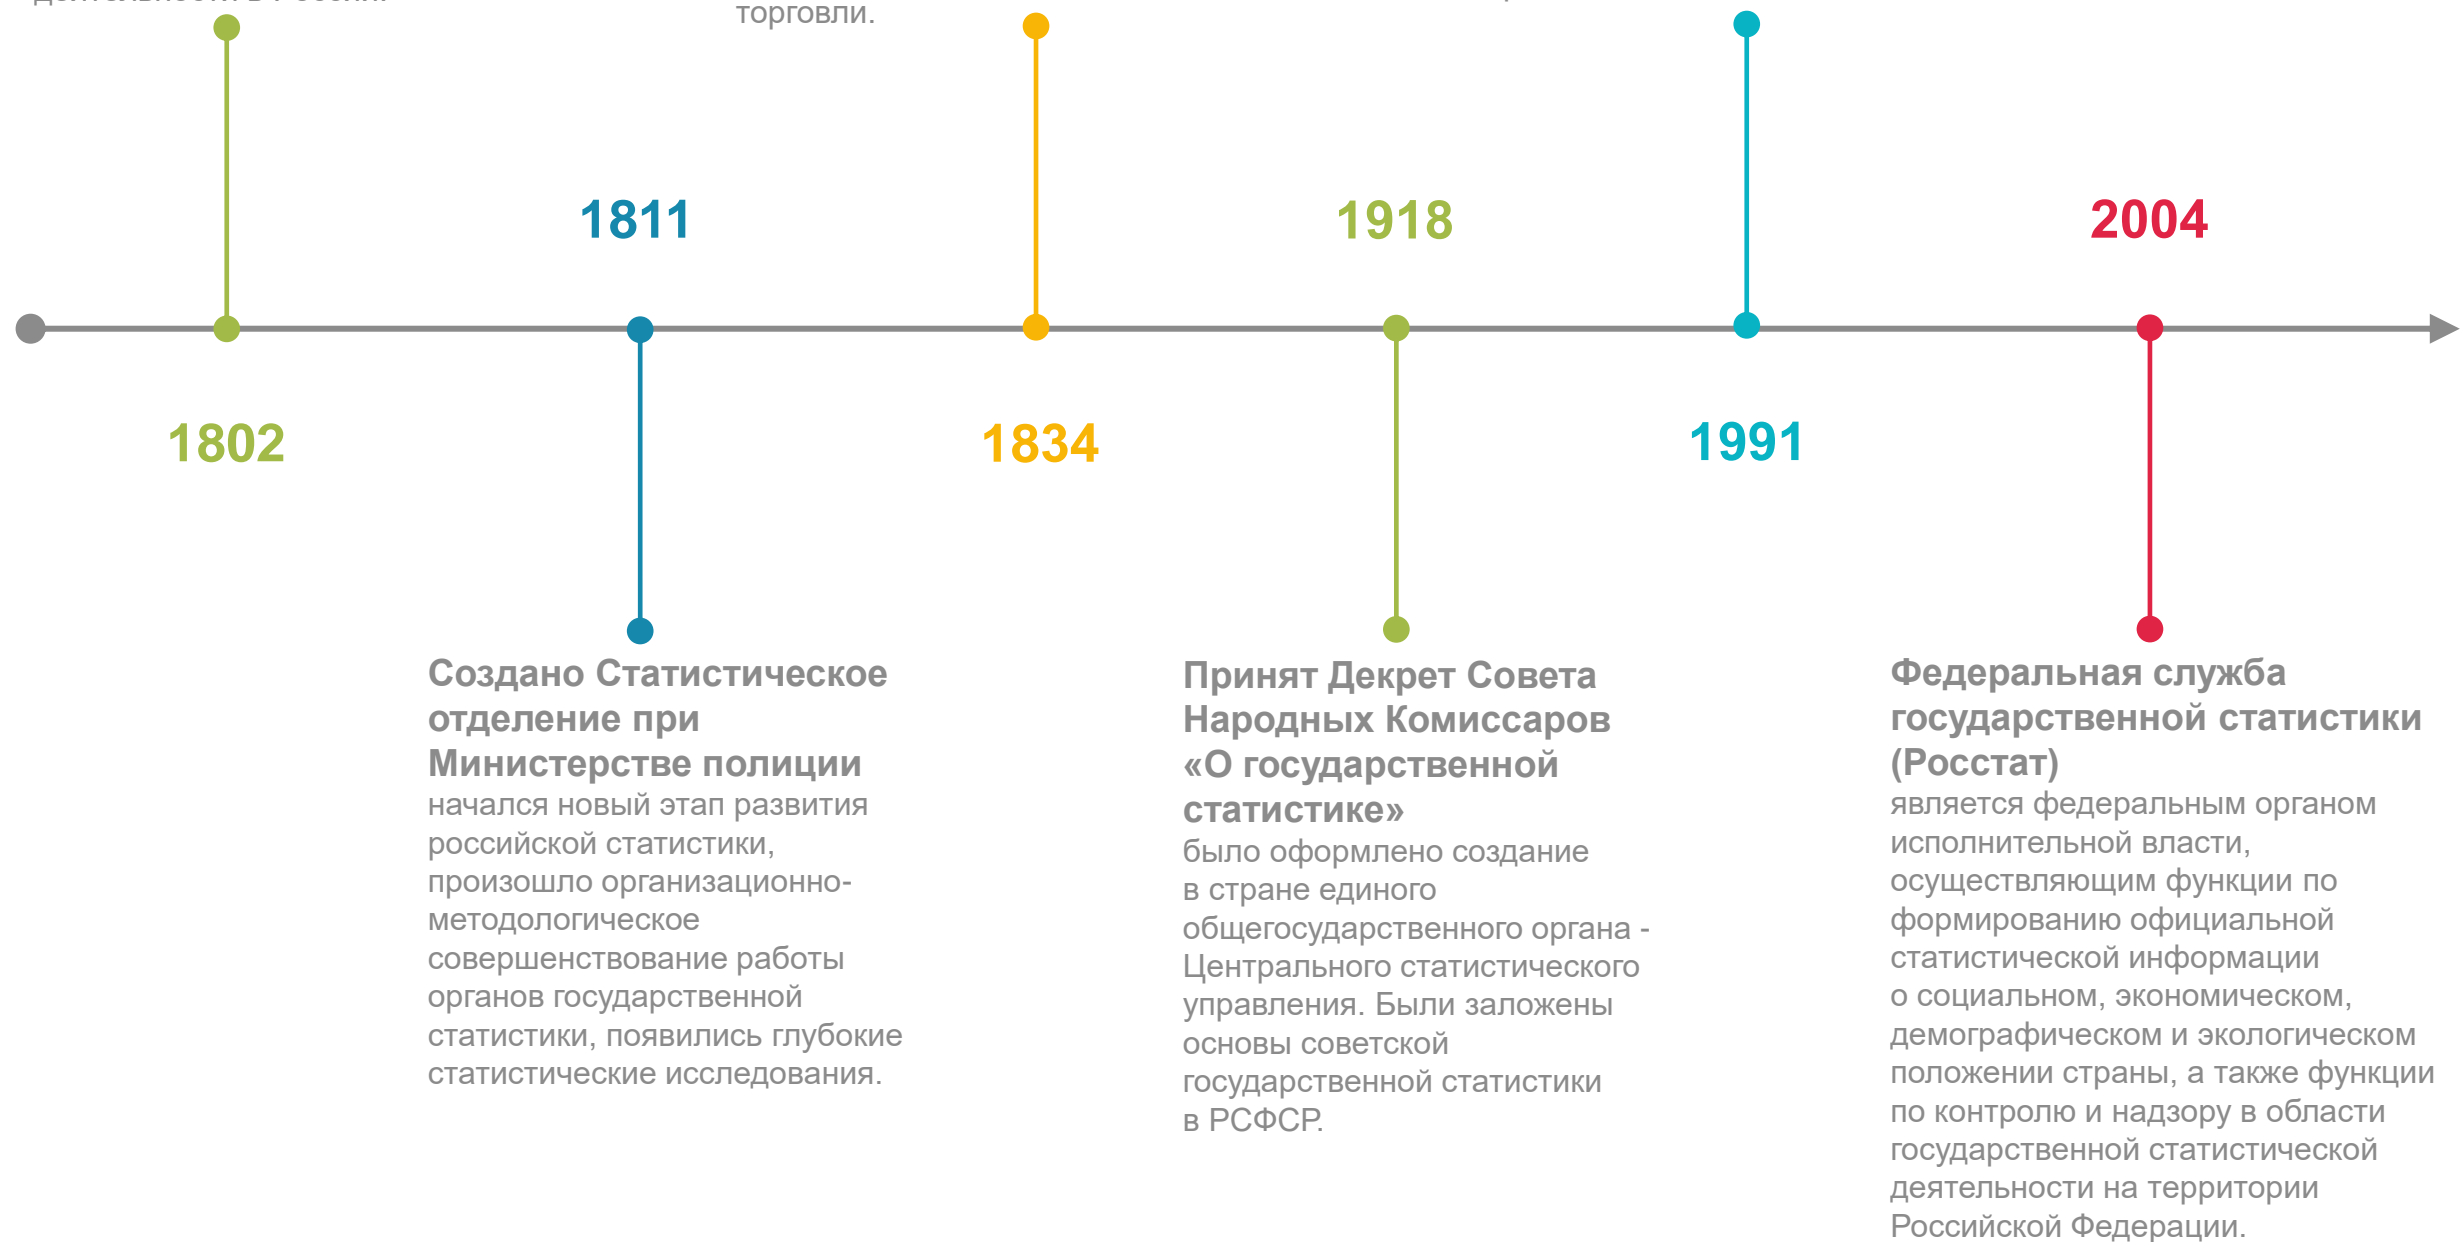 торговли.
1811
1918
2004
1802
1834
1991
Создано Статистическое
отделение при
Министерстве полиции
начался новый этап развития
российской статистики,
произошло организационно-
методологическое
совершенствование работы
органов государственной
статистики, появились глубокие
статистические исследования.
Принят Декрет Совета
Народных Комиссаров
«О государственной
статистике»
было оформлено создание
в стране единого
общегосударственного органа -
Центрального статистического
управления. Были заложены
основы советской
государственной статистики
в РСФСР.
Федеральная служба
государственной статистики
(Росстат)
является федеральным органом
исполнительной власти,
осуществляющим функции по
формированию официальной
статистической информации
о социальном, экономическом,
демографическом и экологическом
положении страны, а также функции
по контролю и надзору в области
государственной статистической
деятельности на территории
Российской Федерации.